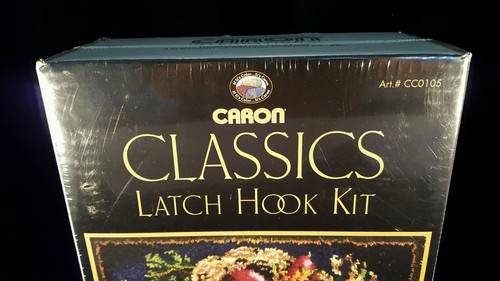 Art.# CC0105
CARON
CLASSICS
LATCH HOOK KIT